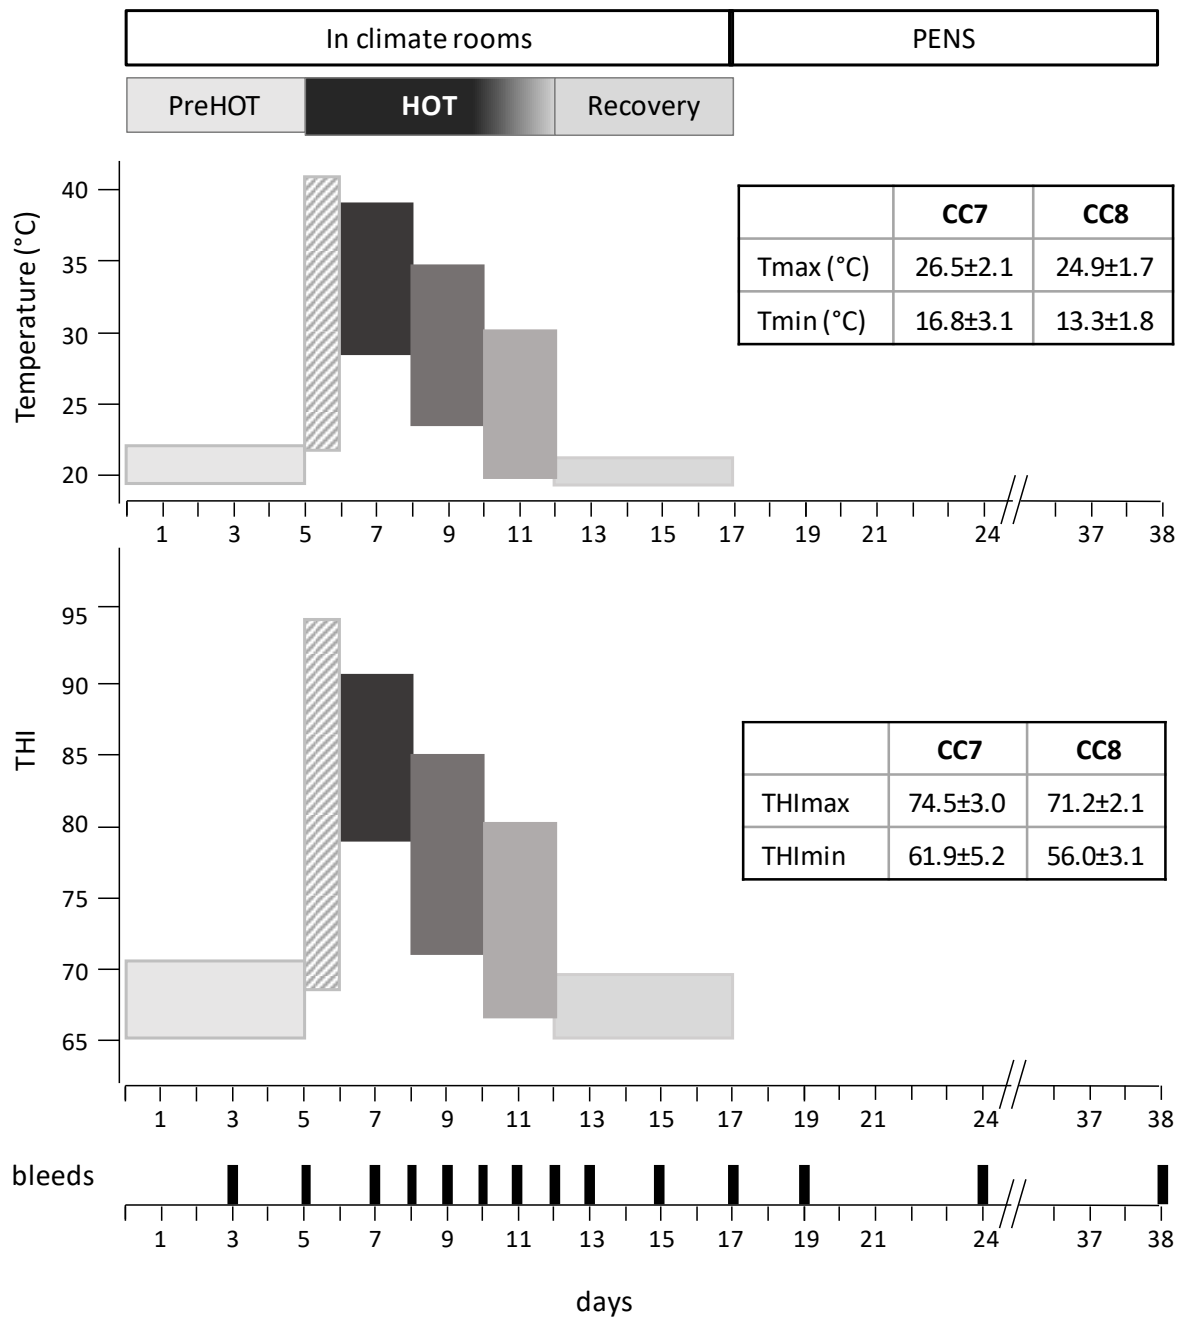 In climate rooms PENS
PreHOT HOT Recovery
Temperature (°C)
40
35
30
25
20
CC7 CC8
Tmax (°C) 26.5±2.1 24.9±1.7
Tmin (°C) 16.8±3.1 13.3±1.8
1 3 5 7 9 11 13 15 17 19 21 24 37 38
THI
95
90
85
80
75
70
65
CC7 CC8
THImax 74.5±3.0 71.2±2.1
THImin 61.9±5.2 56.0±3.1
1 3 5 7 9 11 13 15 17 19 21 24 37 38
bleeds
1 3 5 7 9 11 13 15 17 19 21 24 37 38
days